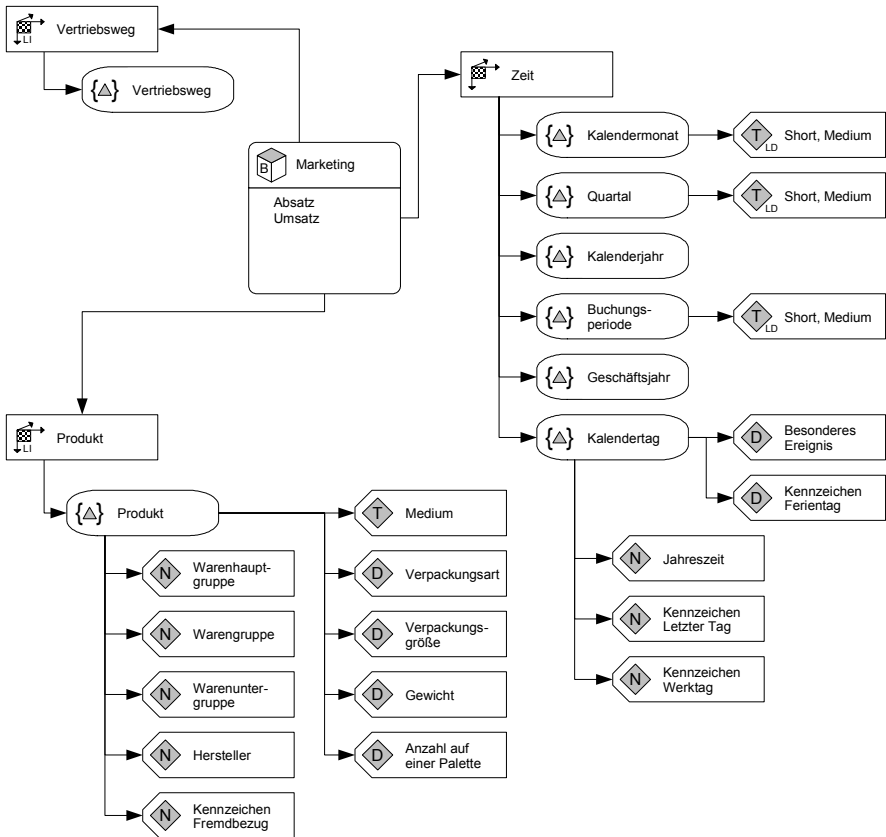 LI
Vertriebsweg
{ } Vertriebsweg
B
Marketing
Absatz
Umsatz
Zeit
{ } Kalendermonat
T LD Short, Medium
{ } Quartal
T LD Short, Medium
{ } Kalenderjahr
{ } Buchungs-
periode
T LD Short, Medium
{ } Geschäftsjahr
{ } Kalendertag
D Besonderes
Ereignis
D Kennzeichen
Ferientag
N Jahreszeit
N Kennzeichen
Letzter Tag
N Kennzeichen
Werktag
LI
Produkt
{ } Produkt
T Medium
N Warenhaupt-
gruppe
D Verpackungsart
N Warengruppe
D Verpackungs-
größe
N Warenunter-
gruppe
D Gewicht
N Hersteller
D Anzahl auf
einer Palette
N Kennzeichen
Fremdbezug